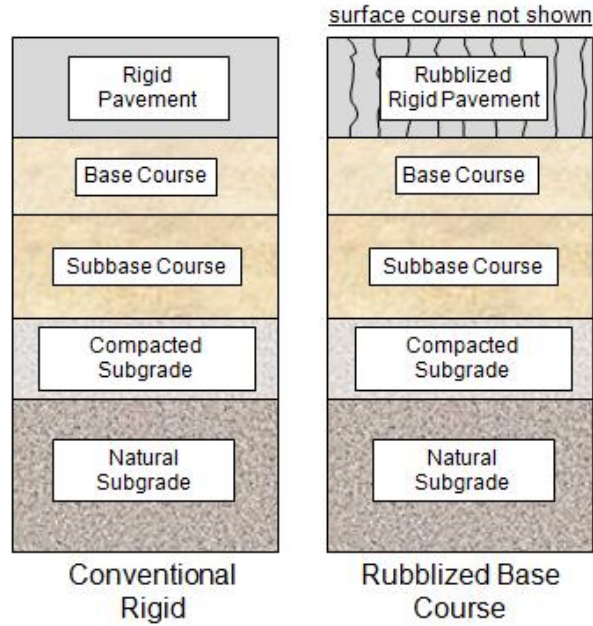 surface course not shown
Rigid
Pavement
Base Course
Subbase Course
Compacted
Subgrade
Natural
Subgrade
Conventional
Rigid
Rubblized
Rigid Pavement
Base Course
Subbase Course
Compacted
Subgrade
Natural
Subgrade
Rubblized Base
Course